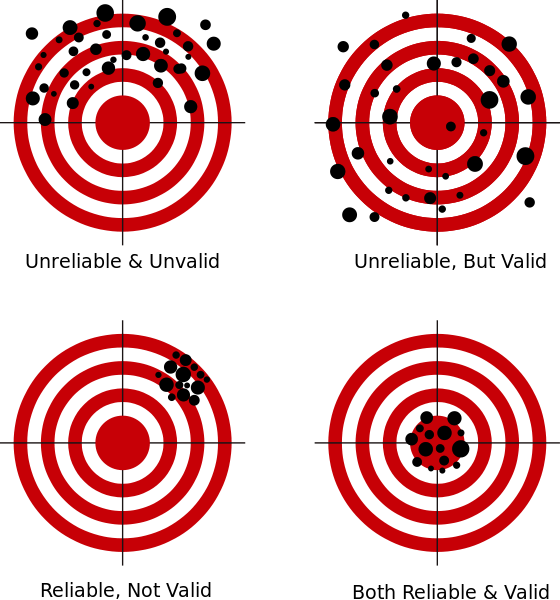 Unreliable & Unvalid
Unreliable, But Valid
Reliable, Not Valid
Both Reliable & Valid